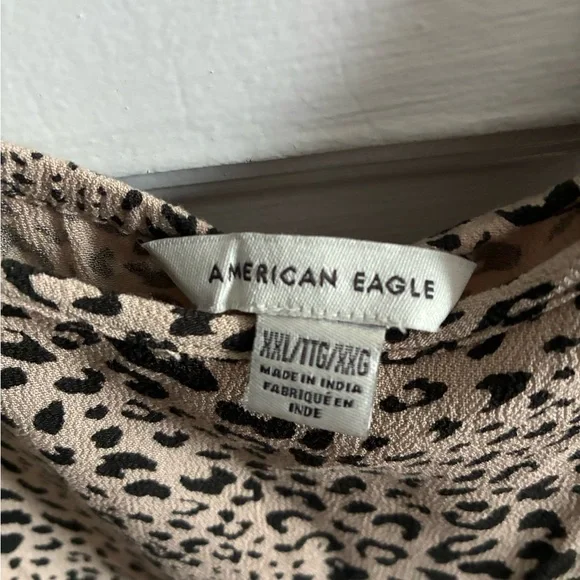 AMERICAN EAGLE
XXL/TTG/XXG
MADE IN INDIA
FABRIQUÉ EN
INDE